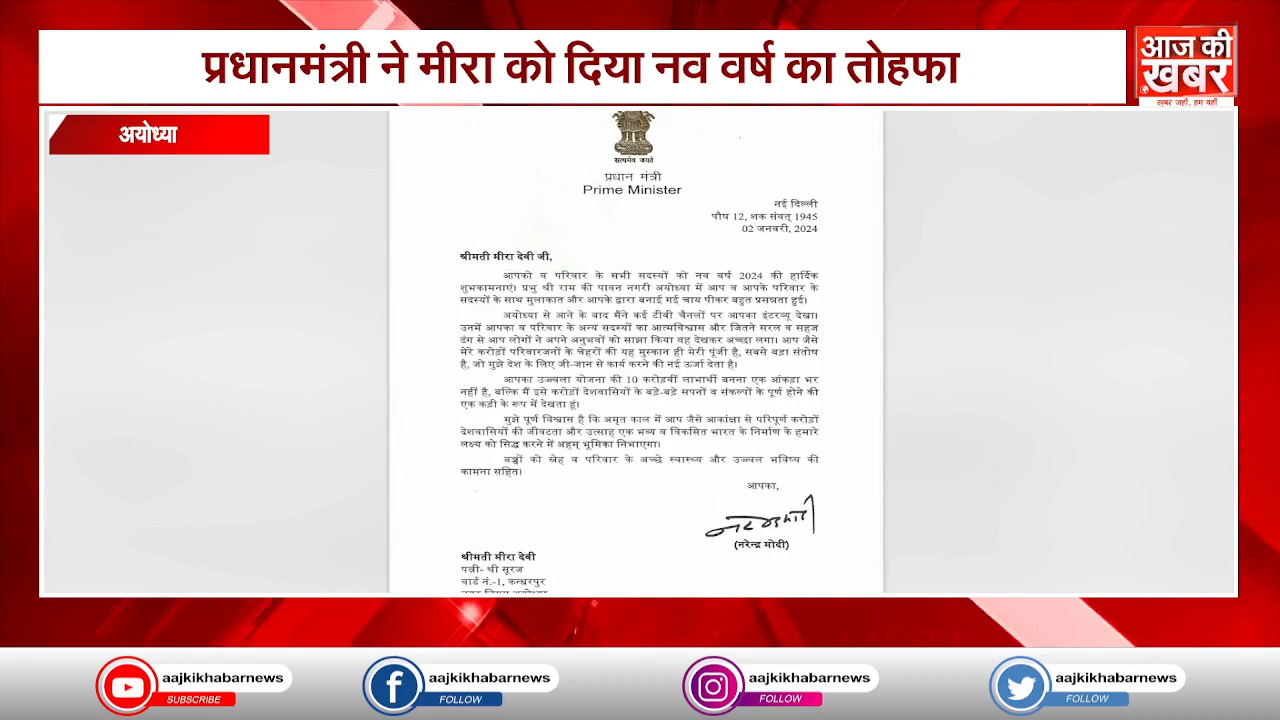 प्रधानमंत्री ने मीरा को दिया नव वर्ष का तोहफा
आज की
ख़बर
ख़बर जहाँ, हम वहाँ
अयोध्या
सत्यमेव जयते
प्रधान मंत्री
Prime Minister
नई दिल्ली
पौष 12, शक संवत् 1945
02 जनवरी, 2024
श्रीमती मीरा देवी जी,
आपको व परिवार के सभी सदस्यों को नव वर्ष 2024 की हार्दिक
शुभकामनाएं। प्रभु श्री राम की पावन नगरी अयोध्या में आप व आपके परिवार के
सदस्यों के साथ मुलाकात और आपके द्वारा बनाई गई चाय पीकर बहुत प्रसन्नता हुई।
अयोध्या से आने के बाद मैंने कई टीवी चैनलों पर आपका इंटरव्यू देखा।
उनमें आपका व परिवार के अन्य सदस्यों का आत्मविश्वास और जितने सरल व सहज
ढंग से आप लोगों ने अपने अनुभवों को साझा किया वह देखकर अच्छा लगा। आप जैसे
मेरे करोड़ों परिवारजनों के चेहरों की यह मुस्कान ही मेरी पूंजी है, सबसे बड़ा संतोष
है, जो मुझे देश के लिए जी-जान से कार्य करने की नई ऊर्जा देता है।
आपका उज्ज्वला योजना की 10 करोड़वीं लाभार्थी बनना एक आंकड़ा भर
नहीं है, बल्कि मैं इसे करोड़ों देशवासियों के बड़े-बड़े सपनों व संकल्पों के पूर्ण होने की
एक कड़ी के रूप में देखता हूं।
मुझे पूर्ण विश्वास है कि अमृत काल में आप जैसे आकांक्षा से परिपूर्ण करोड़ों
देशवासियों की जीवटता और उत्साह एक भव्य व विकसित भारत के निर्माण के हमारे
लक्ष्य को सिद्ध करने में अहम् भूमिका निभाएगा।
बच्चों को स्नेह व परिवार के अच्छे स्वास्थ्य और उज्ज्वल भविष्य की
कामना सहित।
आपका,
(नरेन्द्र मोदी)
श्रीमती मीरा देवी
पत्नी- श्री सूरज
वार्ड नं.-1, कन्धरपुर
aajkikhabarnews
SUBSCRIBE
aajkikhabarnews
FOLLOW
aajkikhabarnews
FOLLOW
aajkikhabarnews
FOLLOW